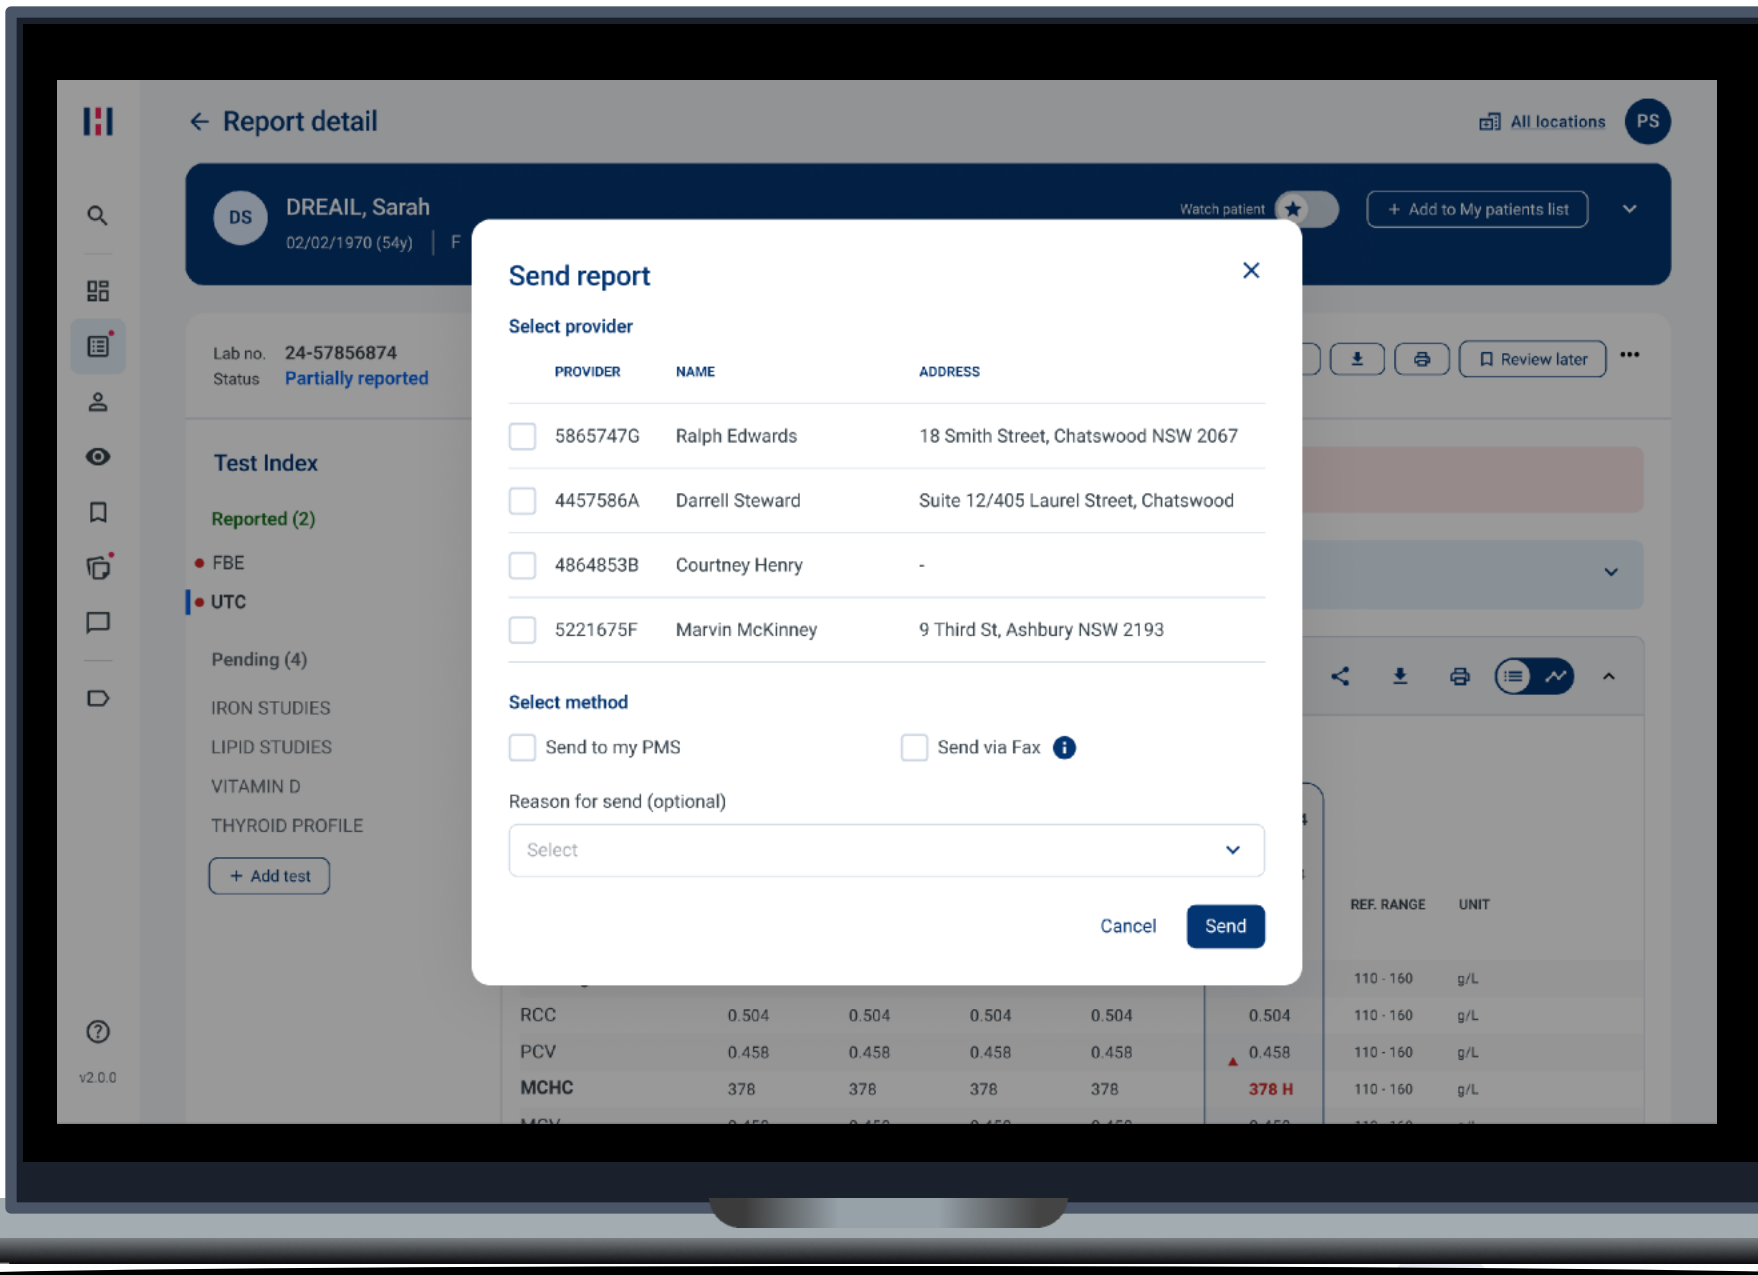 Report detail
All locations
PS
DS
DREAIL, Sarah
02/02/1970 (54y)
F
Watch patient
+ Add to My patients list
Lab no. 24-57856874
Status Partially reported
Review later
Test Index
Reported (2)
FBE
UTC
Pending (4)
IRON STUDIES
LIPID STUDIES
VITAMIN D
THYROID PROFILE
+ Add test
v2.0.0
Send report
Select provider
PROVIDER NAME ADDRESS
5865747G Ralph Edwards 18 Smith Street, Chatswood NSW 2067
4457586A Darrell Steward Suite 12/405 Laurel Street, Chatswood
4864853B Courtney Henry -
5221675F Marvin McKinney 9 Third St, Ashbury NSW 2193
Select method
Send to my PMS
Send via Fax
Reason for send (optional)
Select
Cancel
Send
REF. RANGE UNIT
110 - 160 g/L
RCC 0.504 0.504 0.504 0.504 0.504 110 - 160 g/L
PCV 0.458 0.458 0.458 0.458 0.458 110 - 160 g/L
MCHC 378 378 378 378 378 H 110 - 160 g/L